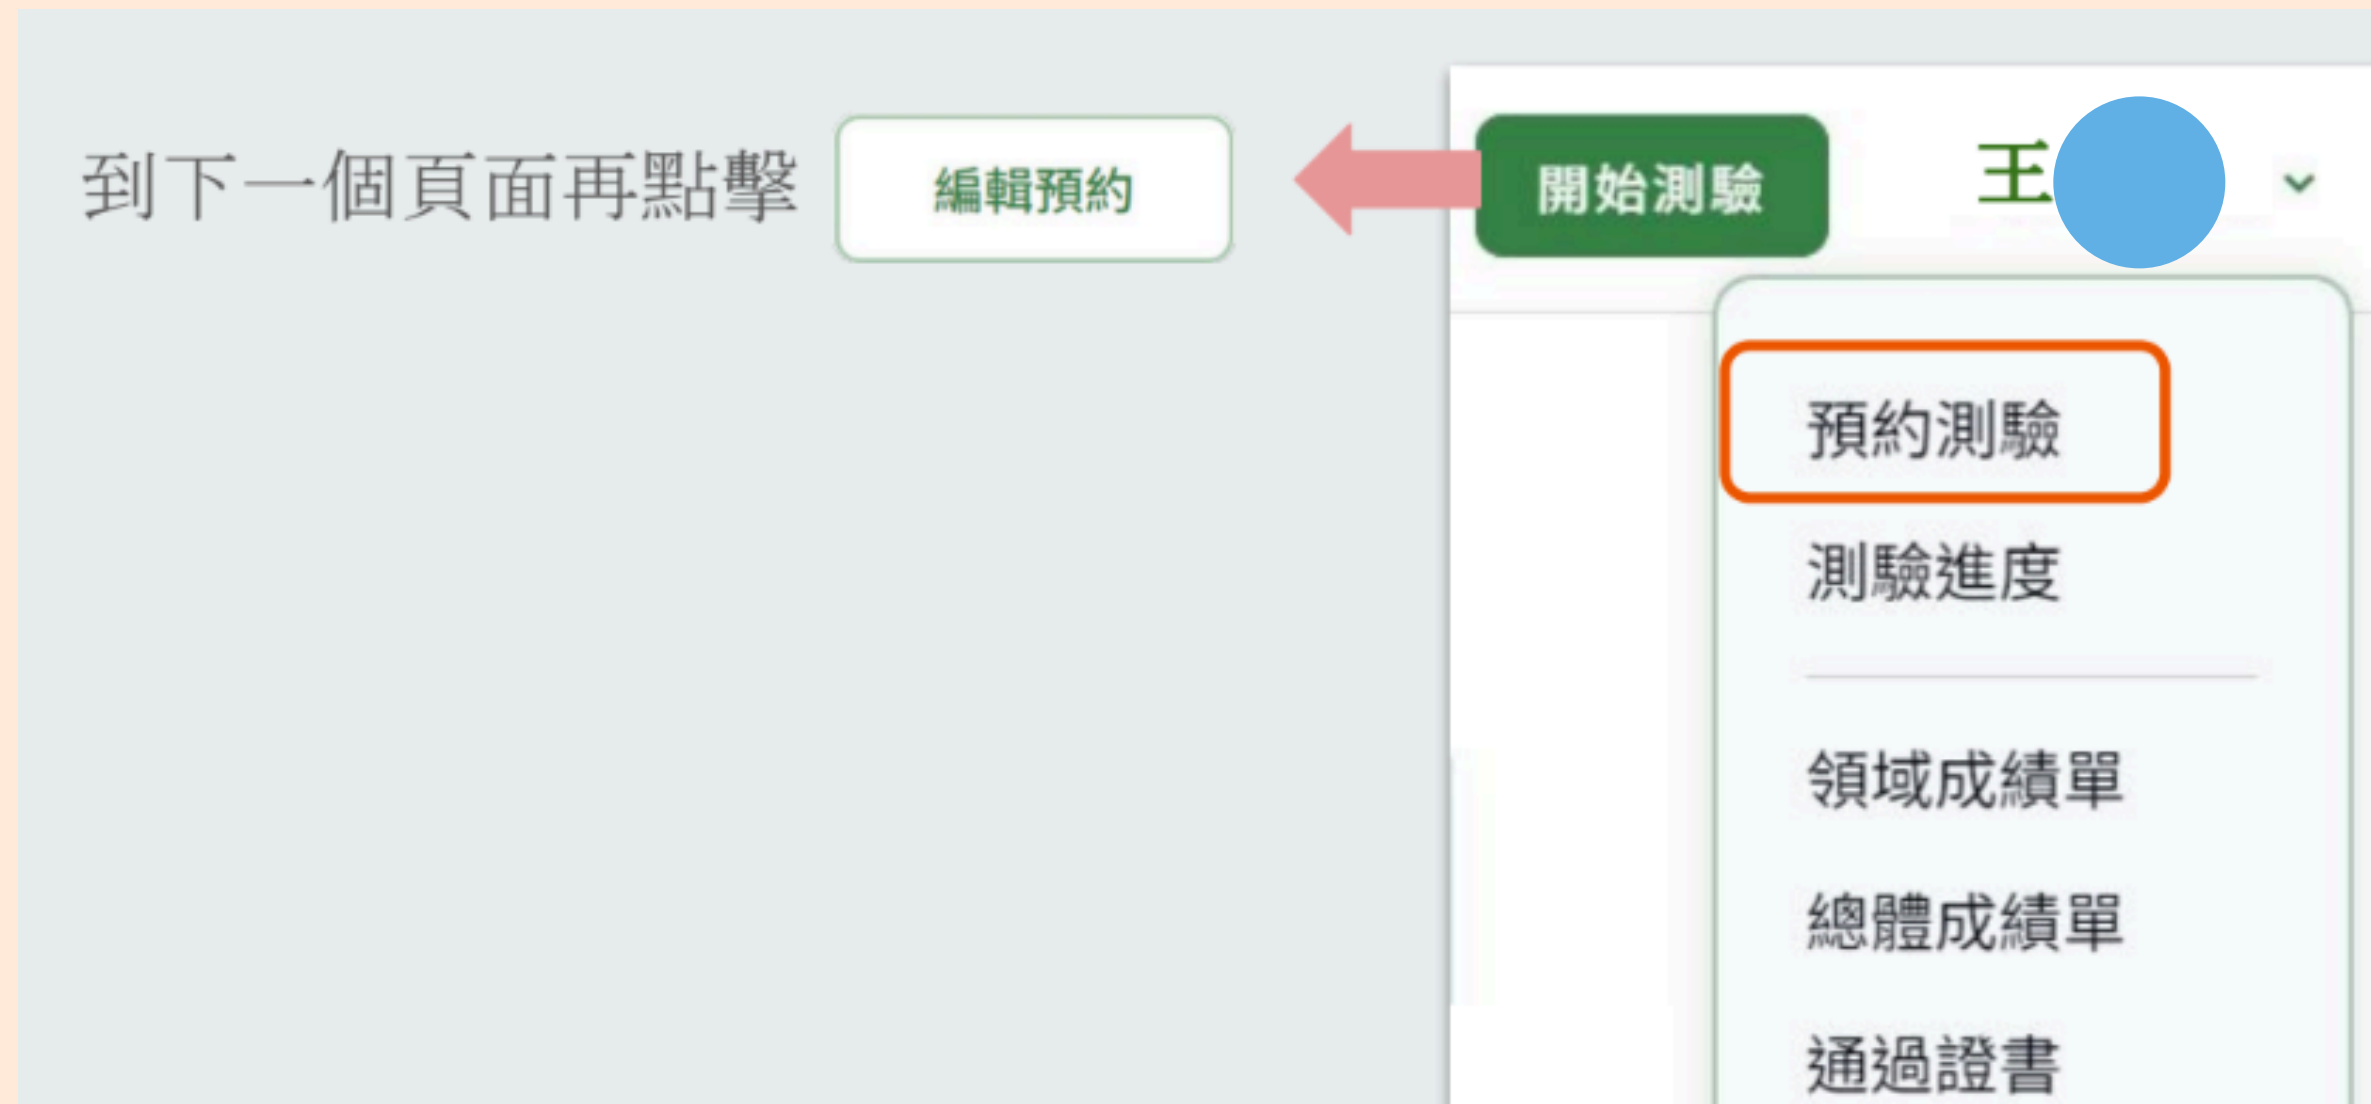 到下一個頁面再點擊 編輯預約 開始測驗 王
預約測驗
測驗進度
領域成績單
總體成績單
通過證書